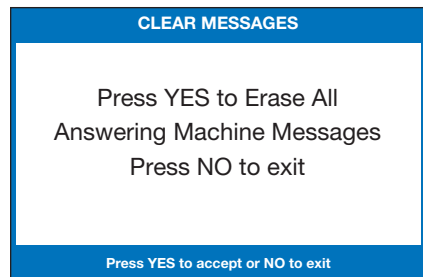 CLEAR MESSAGES
Press YES to Erase All
Answering Machine Messages
Press NO to exit
Press YES to accept or NO to exit